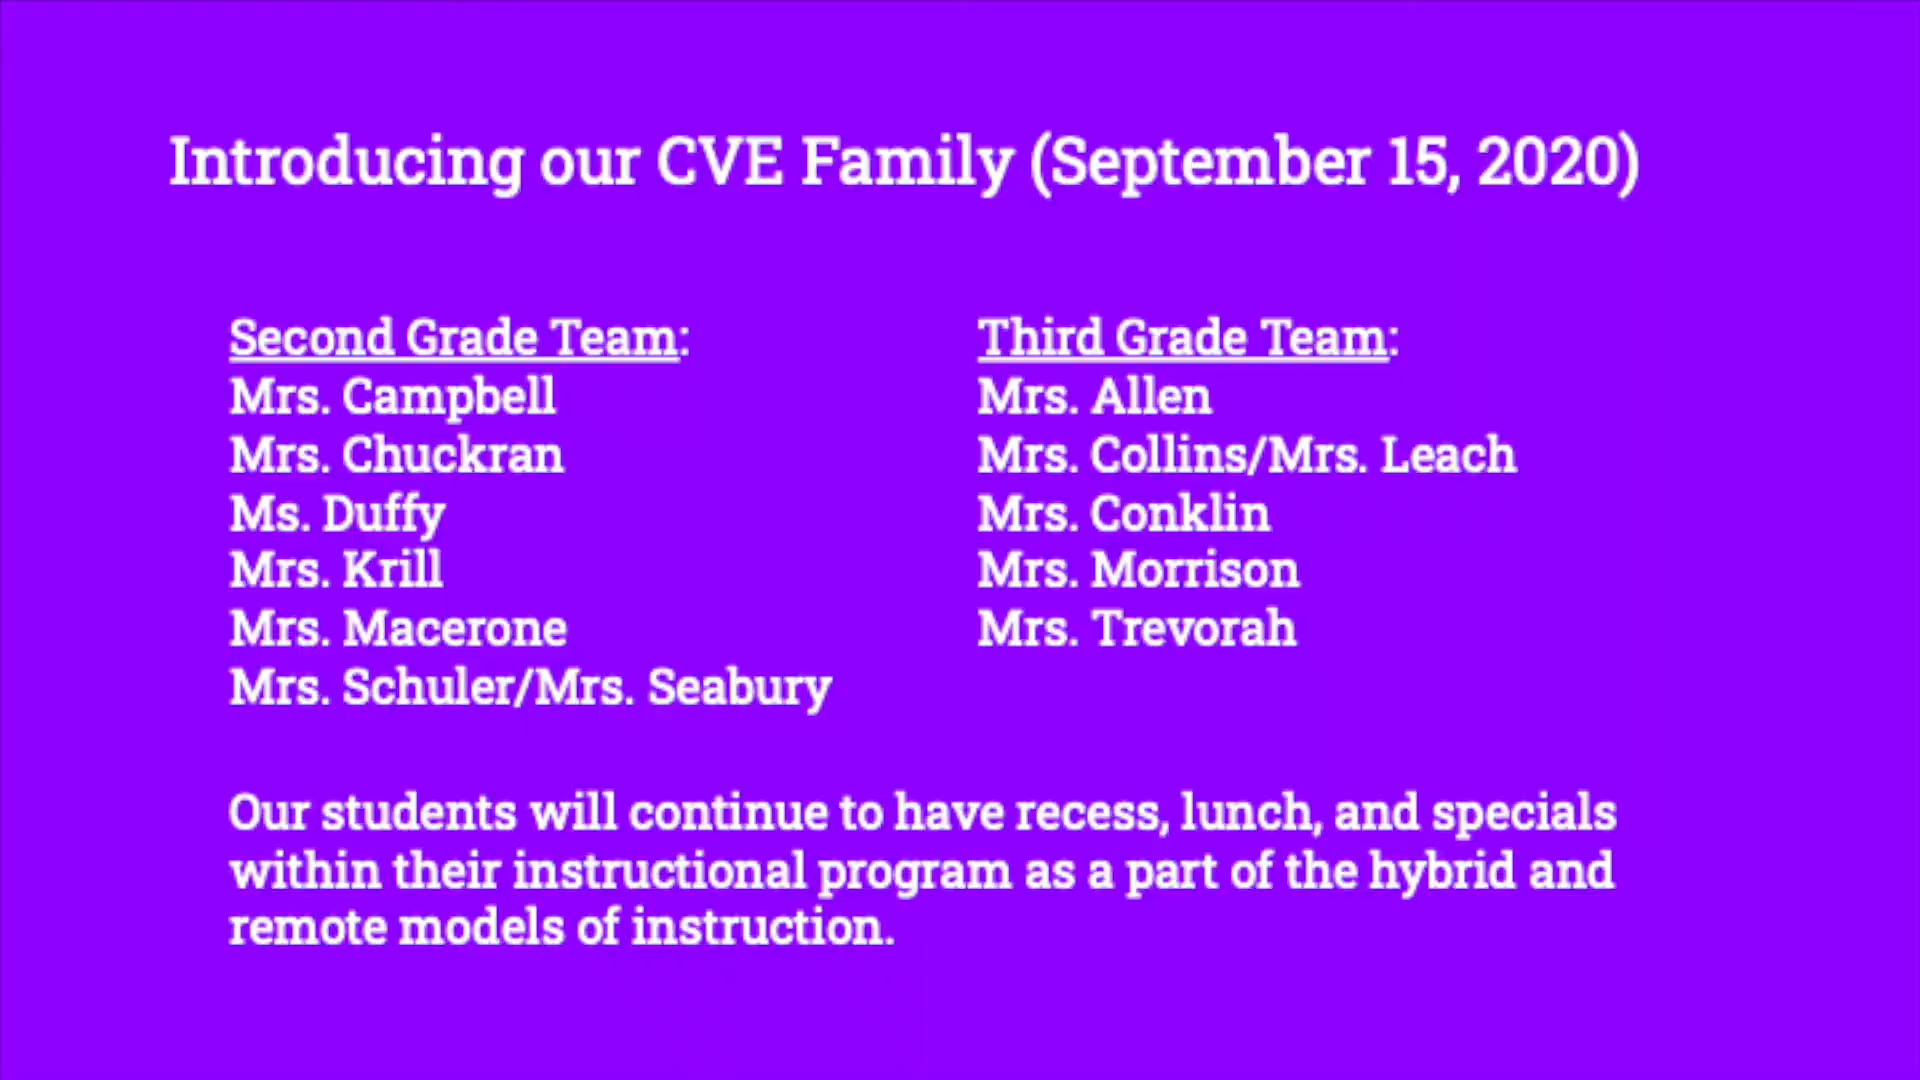 Introducing our CVE Family (September 15, 2020)
Second Grade Team:
Mrs. Campbell
Mrs. Chuckran
Ms. Duffy
Mrs. Krill
Mrs. Macerone
Mrs. Schuler/Mrs. Seabury
Third Grade Team:
Mrs. Allen
Mrs. Collins/Mrs. Leach
Mrs. Conklin
Mrs. Morrison
Mrs. Trevorah
Our students will continue to have recess, lunch, and specials
within their instructional program as a part of the hybrid and
remote models of instruction.